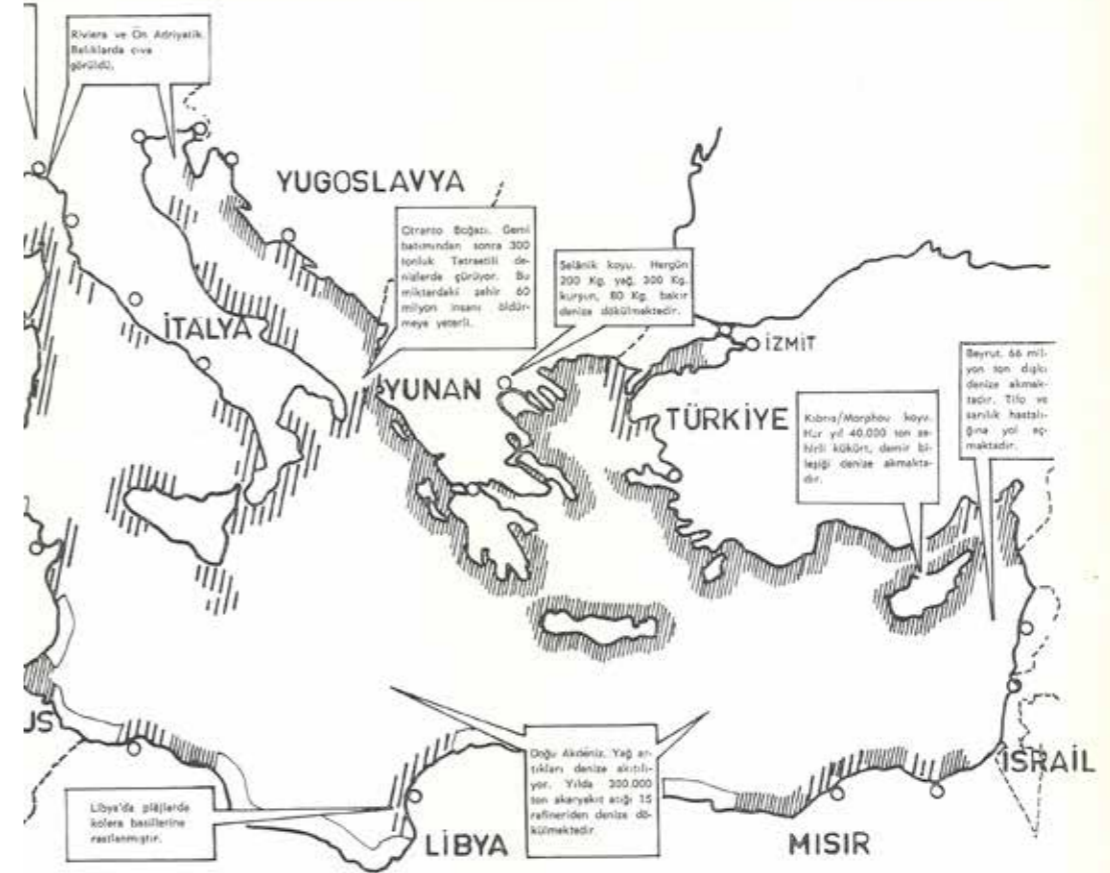 Riviera ve Ön Adriyatik.
Balıklarda civa
görüldü.
YUGOSLAVYA
Otranto Boğazı. Gemi
batımından sonra 300
tonluk Tetraetili de-
nizlerde çürüyor. Bu
miktardaki zehir 60
milyon insanı öldür-
meye yeterli.
Selânik koyu. Hergün
200 Kg. yağ, 300 Kg.
kurşun, 80 Kg. bakır
denize dökülmektedir.
İTALYA
İZMİT
YUNAN
TÜRKİYE
Beyrut. 66 mil-
yon ton dışkı
denize akmak-
tadır. Tifo ve
sarılık hastalı-
ğına yol aç-
maktadır.
Kıbrıs/Morphou koyu.
Her yıl 40.000 ton ze-
hirli kükürt, demir bi-
leşiği denize akmakta-
dır.
US
Doğu Akdeniz. Yağ ar-
tıkları denize akıtılı-
yor. Yılda 300.000
ton akaryakıt atığı 15
rafineriden denize dö-
külmektedir
İSRAİL
Libya'da plâjlarda
kolera basillerine
rastlanmıştır.
LİBYA
MISIR